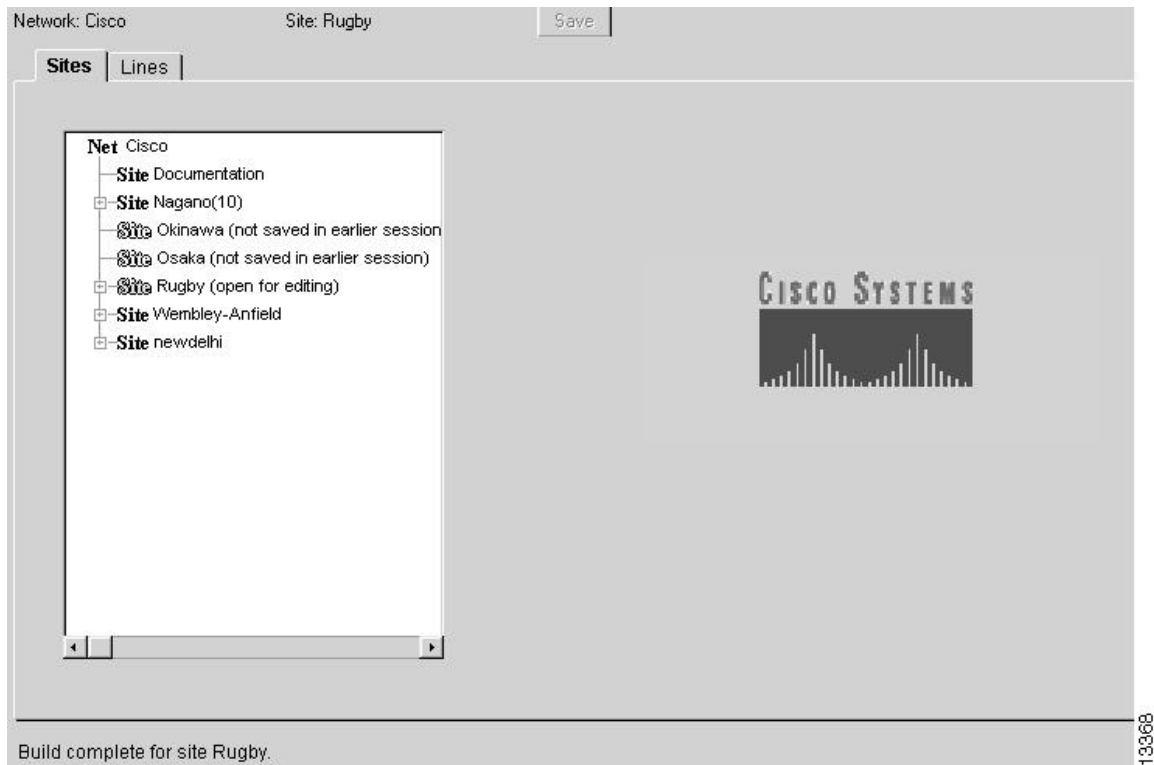 Network: Cisco Site: Rugby Save
Sites Lines
Net Cisco
Site Documentation
Site Nagano(10)
Site Okinawa (not saved in earlier session
Site Osaka (not saved in earlier session)
Site Rugby (open for editing)
Site Wembley-Anfield
Site newdelhi
CISCO SYSTEMS
Build complete for site Rugby.
13368